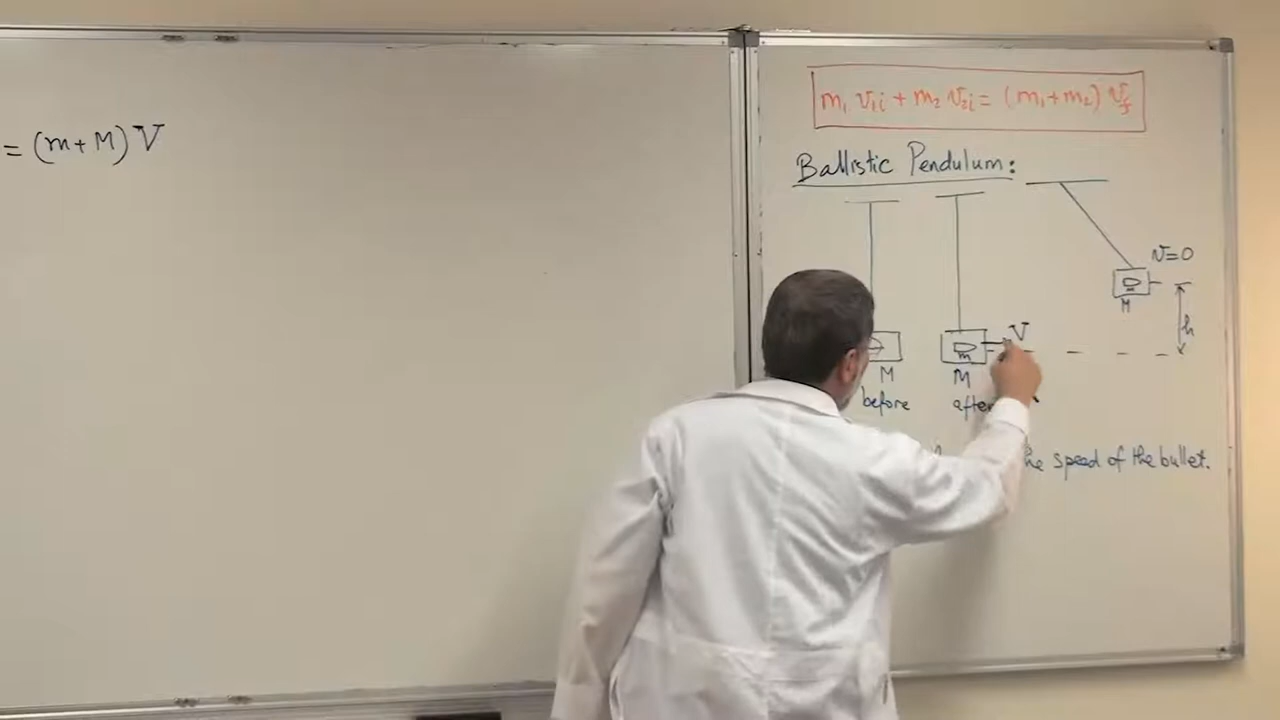 = (m+M) V
m₁ v₁ᵢ + m₂ v₂ᵢ = (m₁+m₂) v_f
Ballistic Pendulum:
v=0
M
h
V
m
M M
before after
the speed of the bullet.